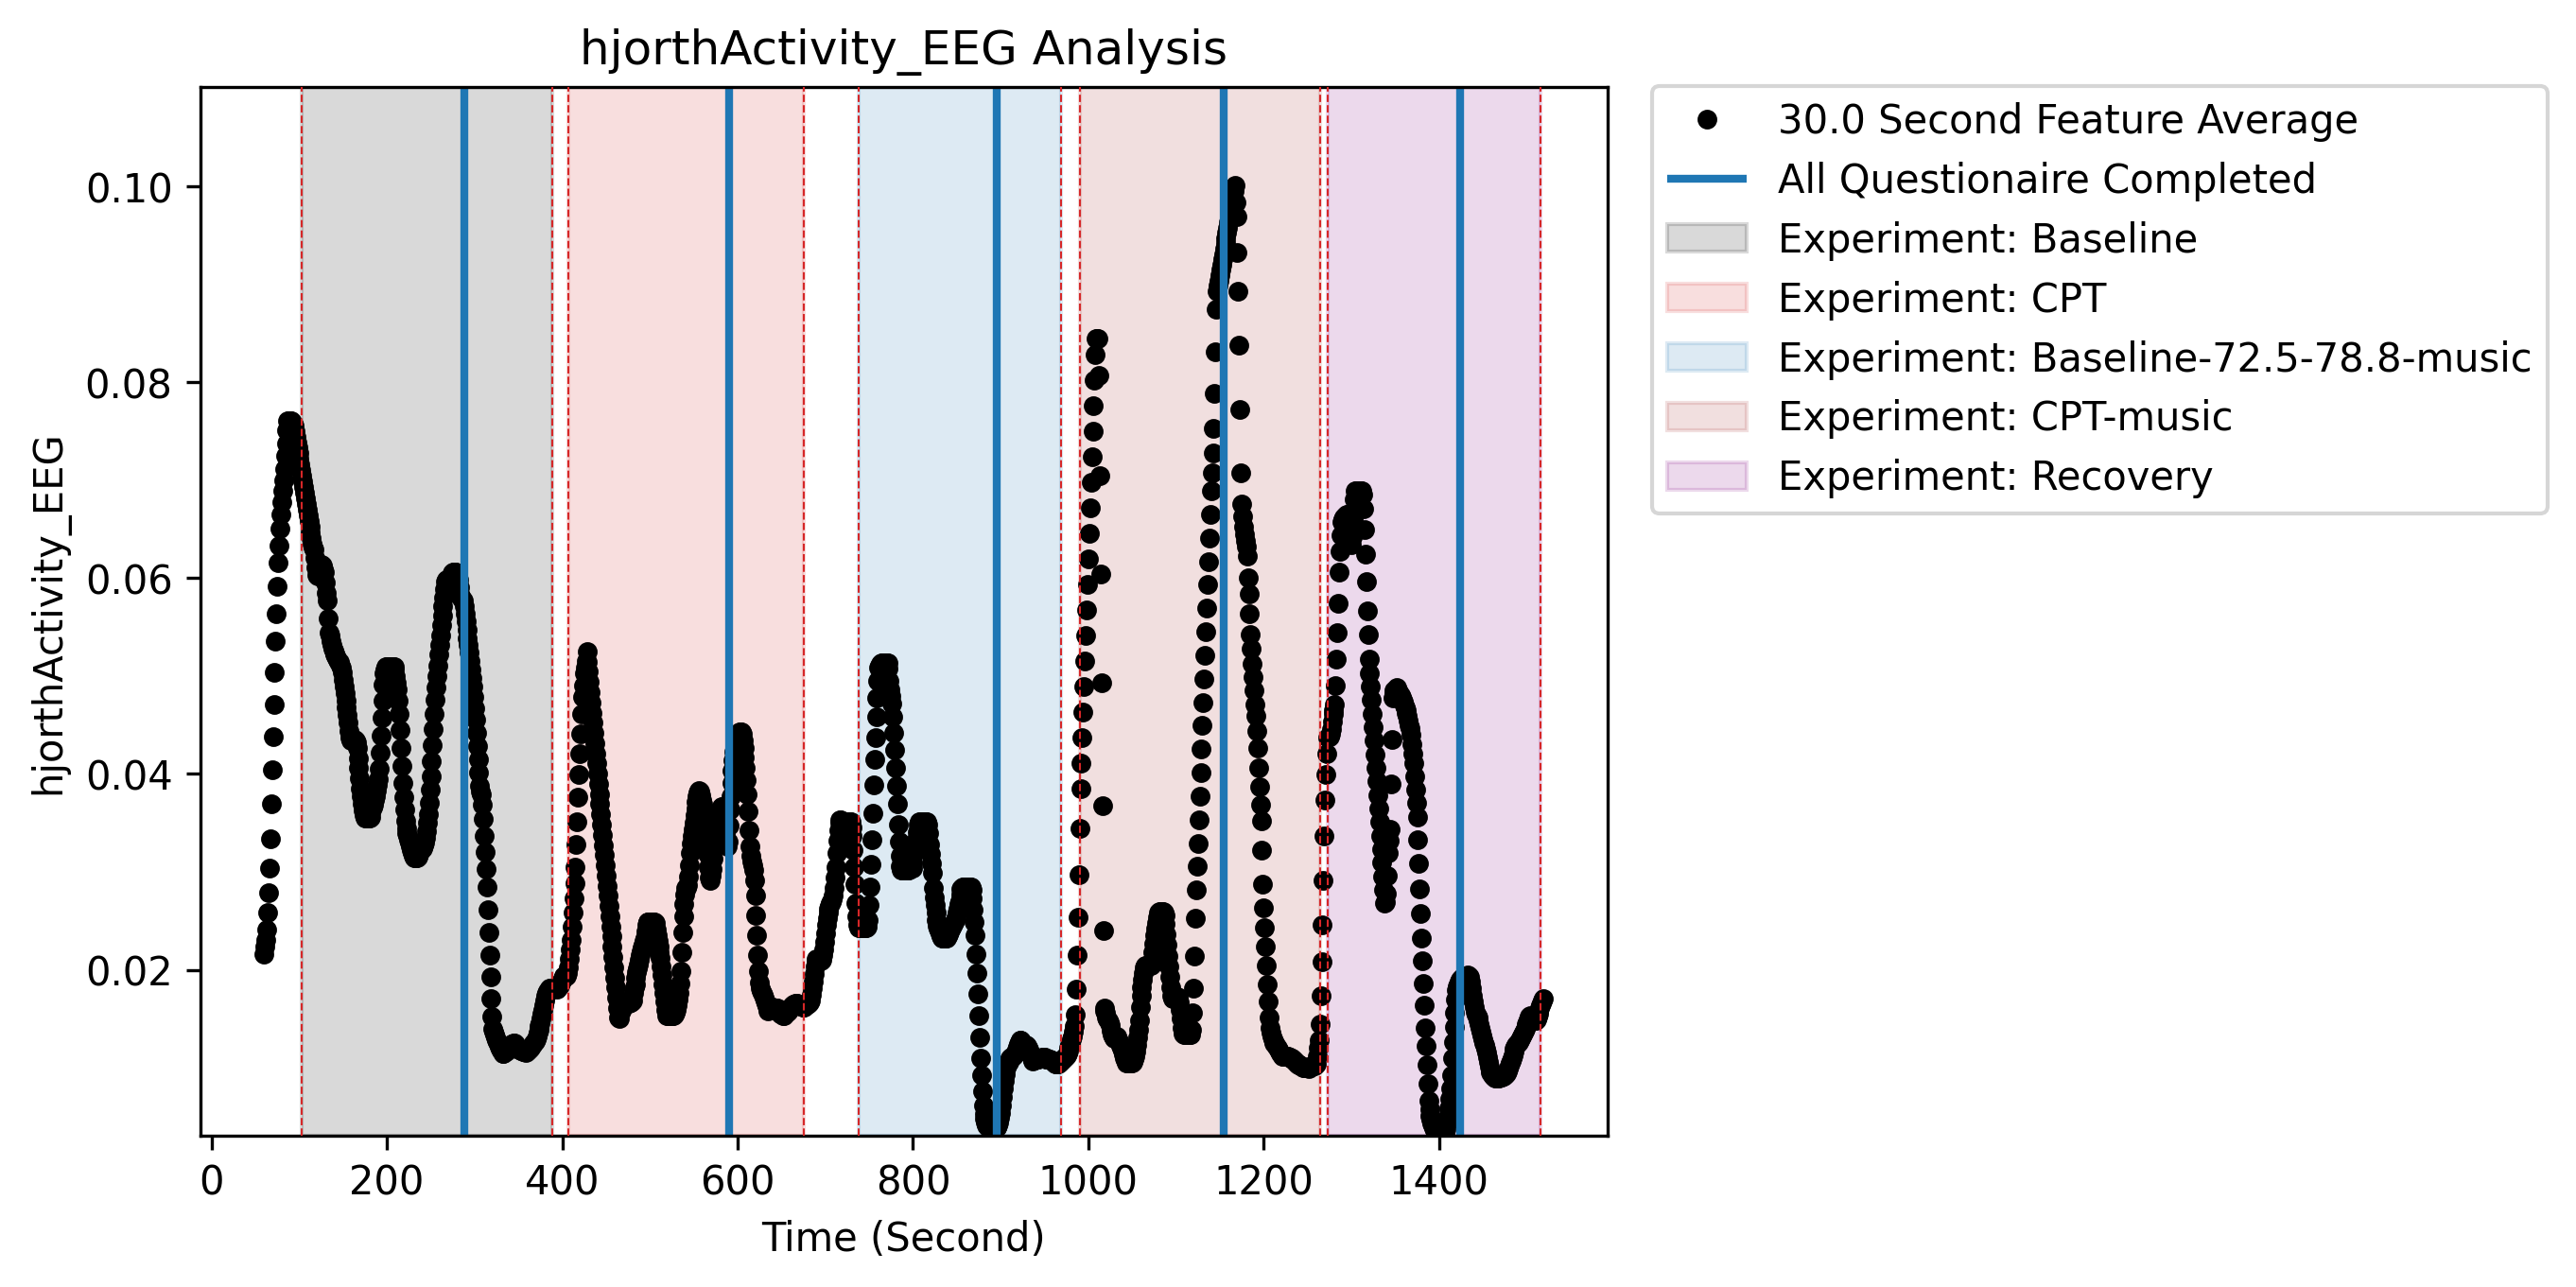 hjorthActivity_EEG Analysis
hjorthActivity_EEG
0.10
0.08
0.06
0.04
0.02
0 200 400 600 800 1000 1200 1400
Time (Second)
30.0 Second Feature Average
All Questionaire Completed
Experiment: Baseline
Experiment: CPT
Experiment: Baseline-72.5-78.8-music
Experiment: CPT-music
Experiment: Recovery